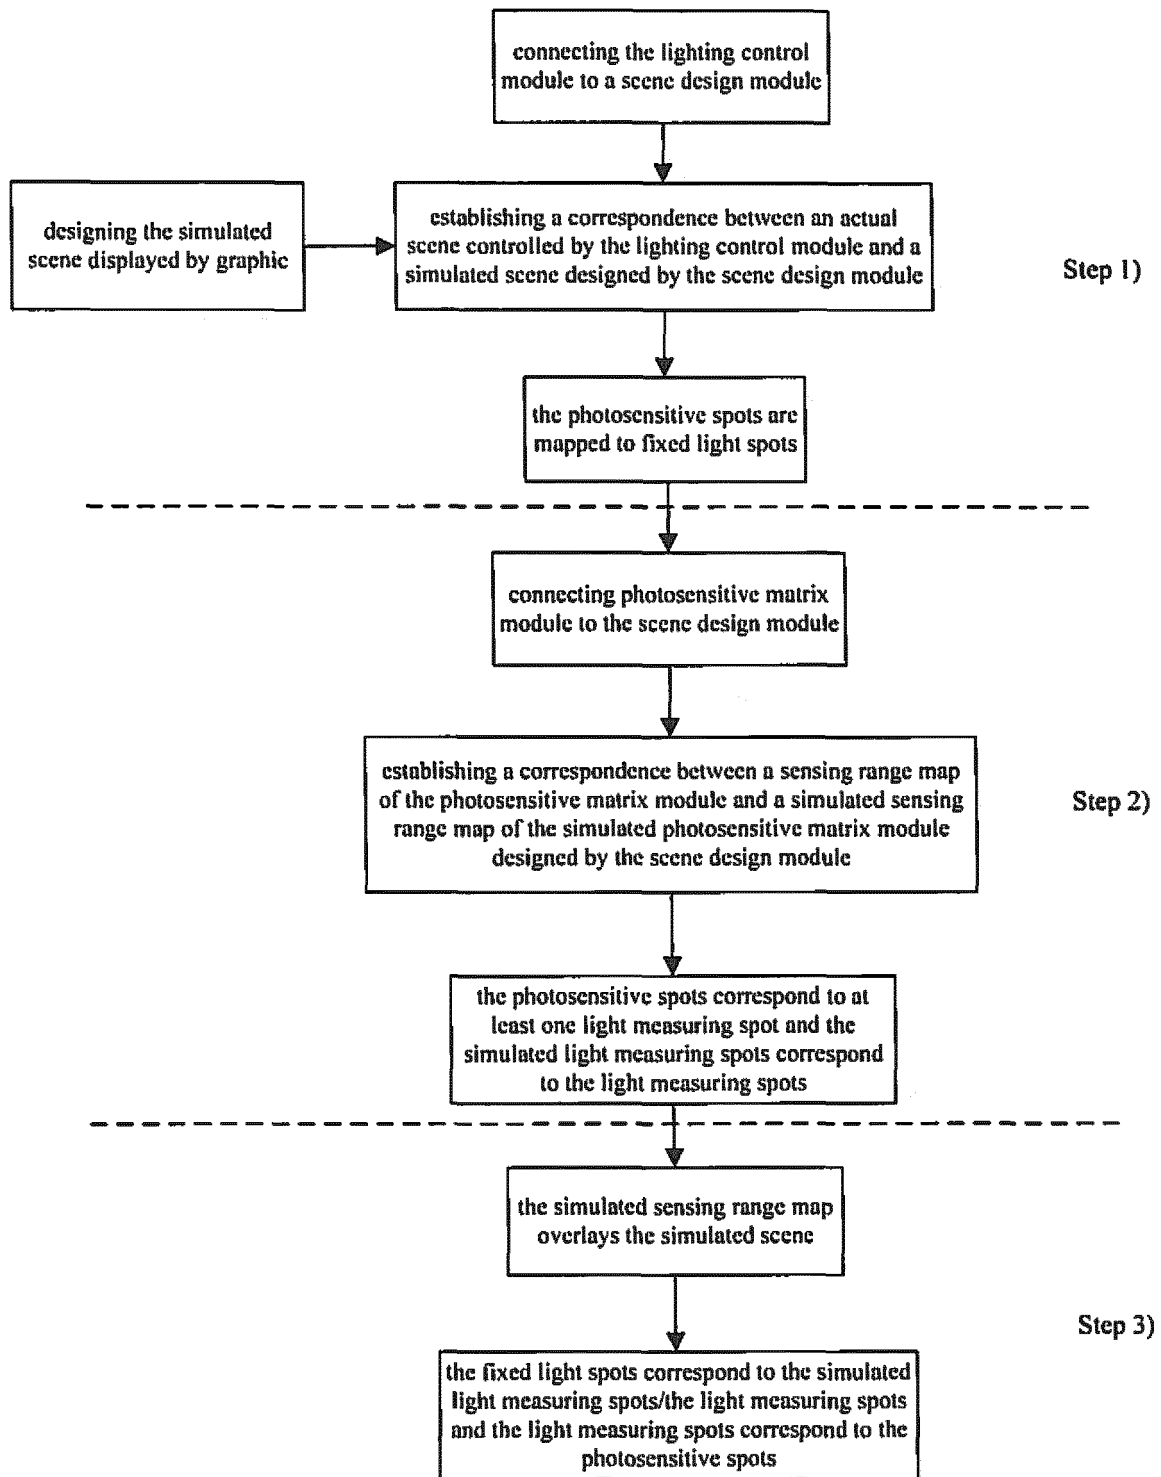 connecting the lighting control
module to a scene design module
designing the simulated
scene displayed by graphic
establishing a correspondence between an actual
scene controlled by the lighting control module and a
simulated scene designed by the scene design module
Step 1)
the photosensitive spots are
mapped to fixed light spots
connecting photosensitive matrix
module to the scene design module
establishing a correspondence between a sensing range map
of the photosensitive matrix module and a simulated sensing
range map of the simulated photosensitive matrix module
designed by the scene design module
Step 2)
the photosensitive spots correspond to at
least one light measuring spot and the
simulated light measuring spots correspond
to the light measuring spots
the simulated sensing range map
overlays the simulated scene
Step 3)
the fixed light spots correspond to the simulated
light measuring spots/the light measuring spots
and the light measuring spots correspond to the
photosensitive spots